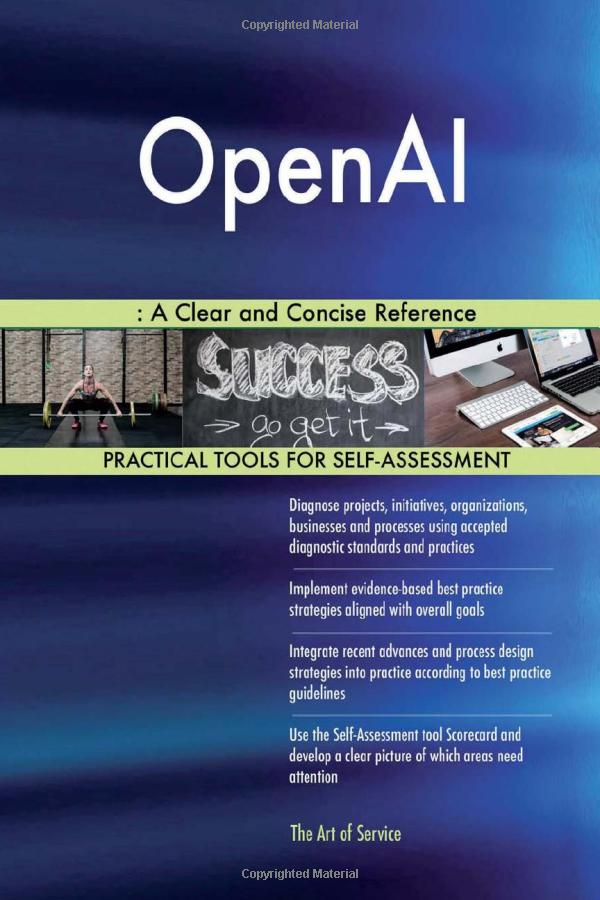 Copyrighted Material
OpenAI
: A Clear and Concise Reference
SUCCESS
→ go get it →
PRACTICAL TOOLS FOR SELF-ASSESSMENT
Diagnose projects, initiatives, organizations,
businesses and processes using accepted
diagnostic standards and practices
Implement evidence-based best practice
strategies aligned with overall goals
Integrate recent advances and process design
strategies into practice according to best practice
guidelines
Use the Self-Assessment tool Scorecard and
develop a clear picture of which areas need
attention
The Art of Service
Copyrighted Material